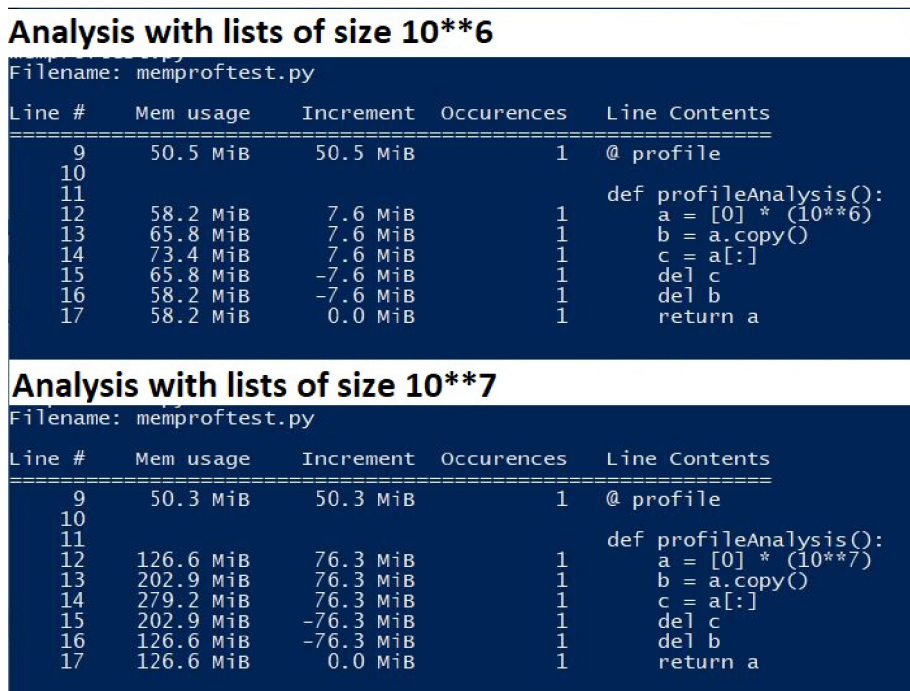 Analysis with lists of size 10**6
Filename: memproftest.py
Line # Mem usage Increment Occurences Line Contents
=============================================================
9 50.5 MiB 50.5 MiB 1 @ profile
10
11 def profileAnalysis():
12 58.2 MiB 7.6 MiB 1 a = [0] * (10**6)
13 65.8 MiB 7.6 MiB 1 b = a.copy()
14 73.4 MiB 7.6 MiB 1 c = a[:]
15 65.8 MiB -7.6 MiB 1 del c
16 58.2 MiB -7.6 MiB 1 del b
17 58.2 MiB 0.0 MiB 1 return a
Analysis with lists of size 10**7
Filename: memproftest.py
Line # Mem usage Increment Occurences Line Contents
=============================================================
9 50.3 MiB 50.3 MiB 1 @ profile
10
11 def profileAnalysis():
12 126.6 MiB 76.3 MiB 1 a = [0] * (10**7)
13 202.9 MiB 76.3 MiB 1 b = a.copy()
14 279.2 MiB 76.3 MiB 1 c = a[:]
15 202.9 MiB -76.3 MiB 1 del c
16 126.6 MiB -76.3 MiB 1 del b
17 126.6 MiB 0.0 MiB 1 return a